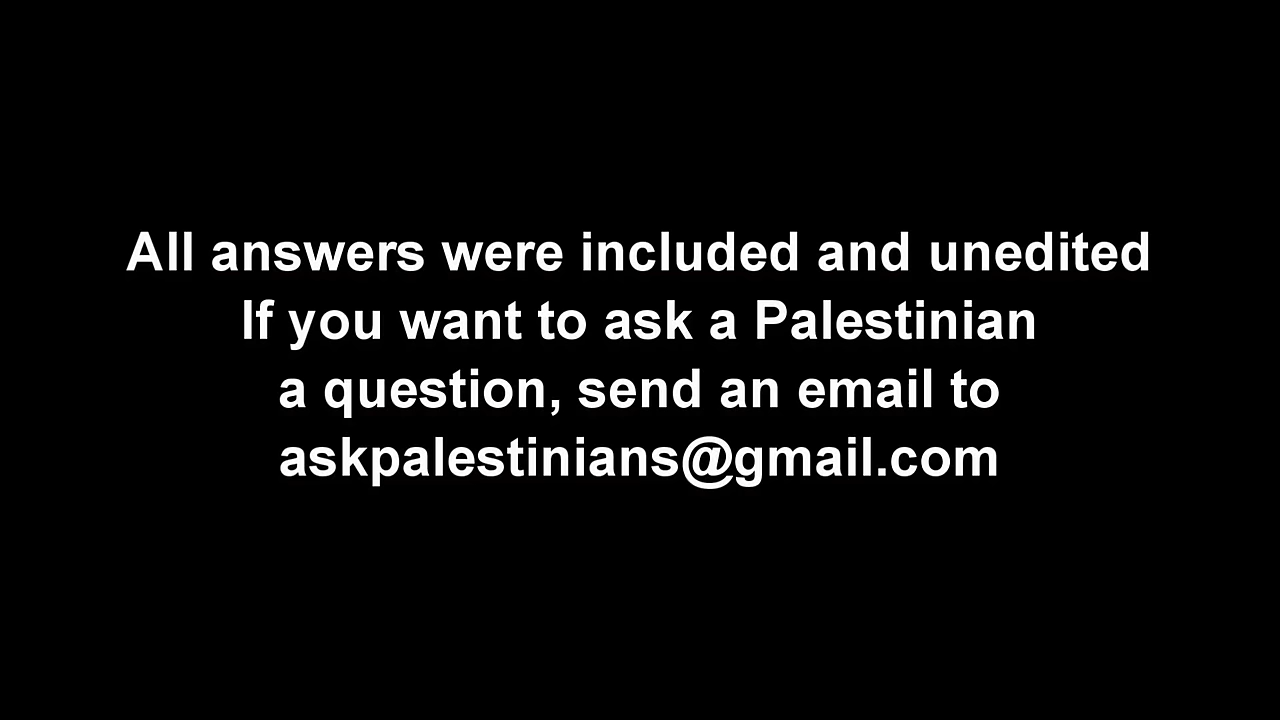 All answers were included and unedited
If you want to ask a Palestinian
a question, send an email to
askpalestinians@gmail.com